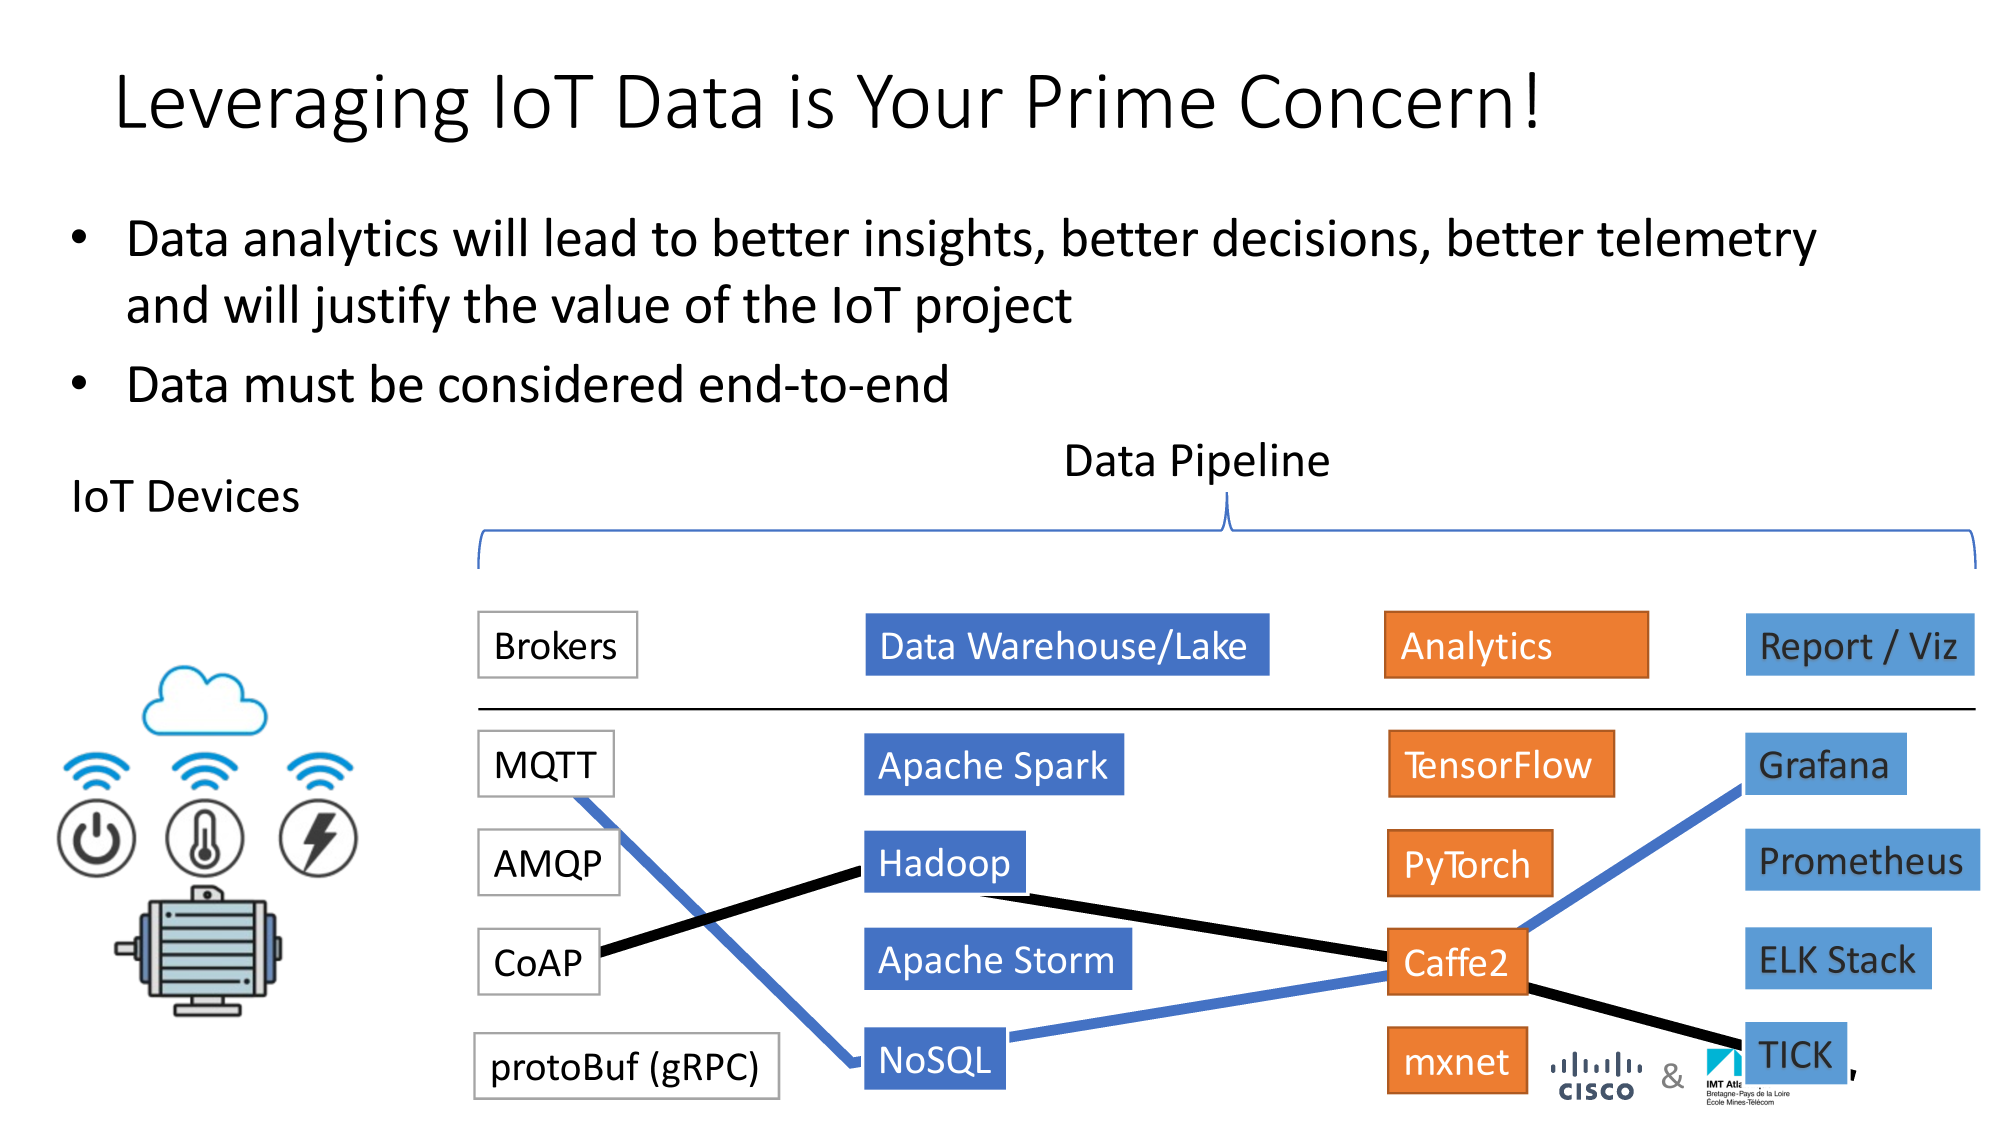 Leveraging IoT Data is Your Prime Concern!
• Data analytics will lead to better insights, better decisions, better telemetry
and will justify the value of the IoT project
• Data must be considered end-to-end
Data Pipeline
IoT Devices
Brokers
Data Warehouse/Lake
Analytics
Report / Viz
MQTT
Apache Spark
TensorFlow
Grafana
AMQP
Hadoop
PyTorch
Prometheus
CoAP
Apache Storm
Caffe2
ELK Stack
protoBuf (gRPC)
NoSQL
mxnet
TICK
CISCO
&
IMT
Bretagne-Pays de la Loire
École Mines-Télécom